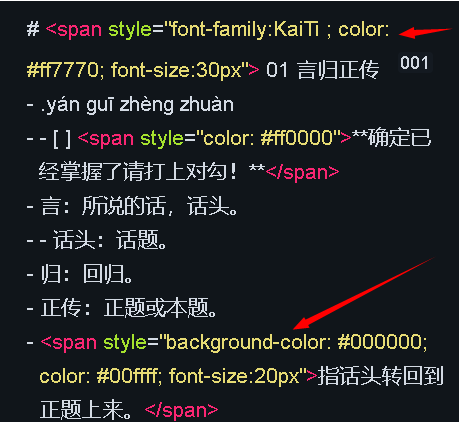 # <span style="font-family:KaiTi ; color:
#ff7770; font-size:30px"> 01 言归正传
001
- .yán guī zhèng zhuàn
- - [ ] <span style="color: #ff0000">**确定已
经掌握了请打上对勾！**</span>
- 言：所说的话，话头。
- - 话头：话题。
- 归：回归。
- 正传：正题或本题。
- <span style="background-color: #000000;
color: #00ffff; font-size:20px">指话头转回到
正题上来。</span>